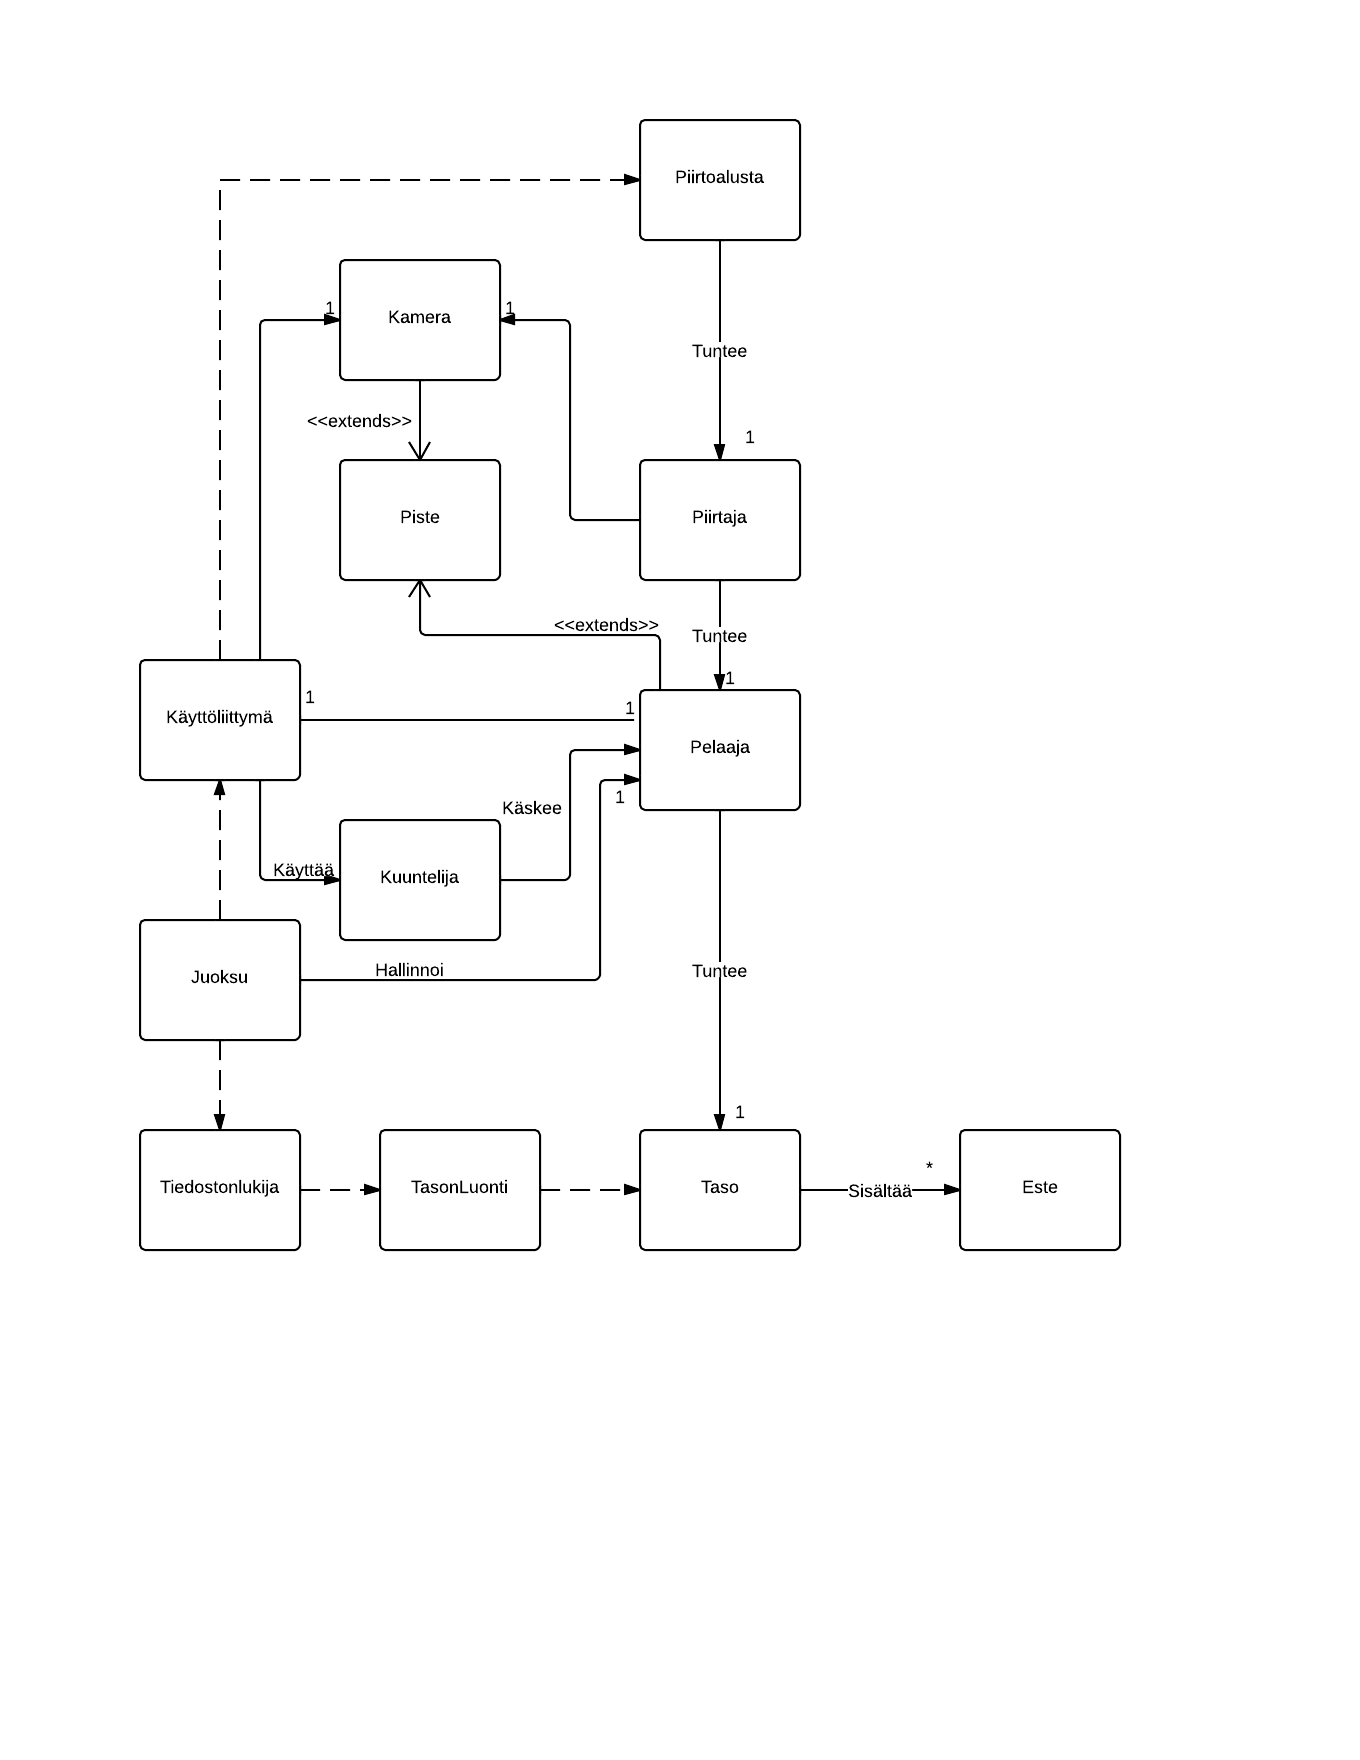 Piirtoalusta
1
1
Kamera
Tuntee
<<extends>>
1
Piste
Piirtaja
<<extends>>
Tuntee
1
1
1
Käyttöliittymä
Pelaaja
1
Käskee
Käyttää
Kuuntelija
Hallinnoi
Juoksu
Tuntee
1
*
Tiedostonlukija
TasonLuonti
Taso
Sisältää
Este